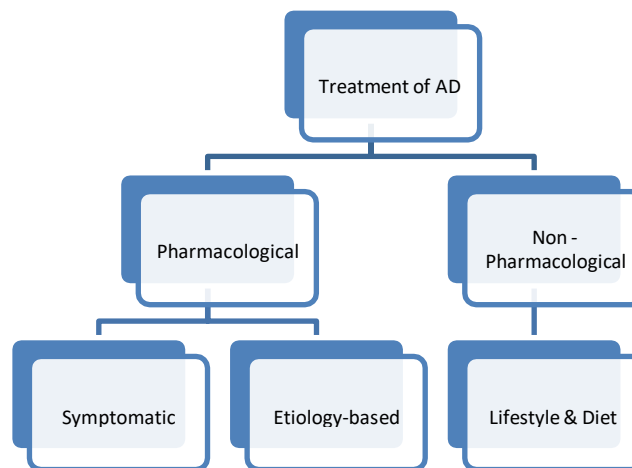 Treatment of AD
Pharmacological
Non -
Pharmacological
Symptomatic
Etiology-based
Lifestyle & Diet